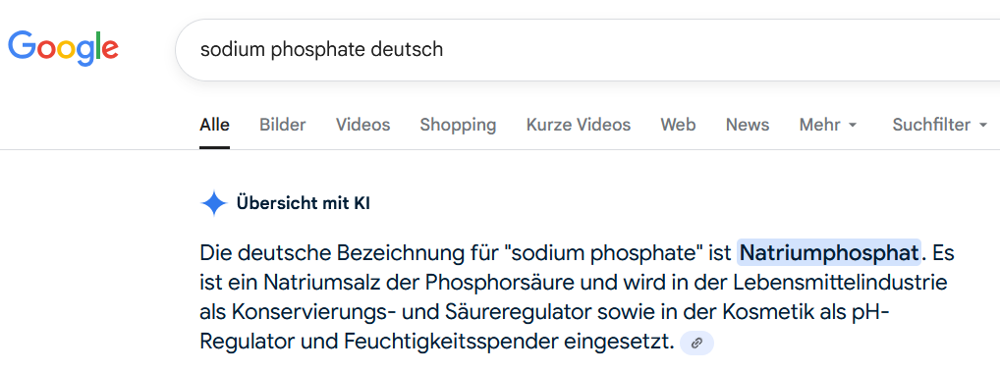 Google
sodium phosphate deutsch
Alle Bilder Videos Shopping Kurze Videos Web News Mehr Suchfilter
Übersicht mit KI
Die deutsche Bezeichnung für "sodium phosphate" ist Natriumphosphat. Es
ist ein Natriumsalz der Phosphorsäure und wird in der Lebensmittelindustrie
als Konservierungs- und Säureregulator sowie in der Kosmetik als pH-
Regulator und Feuchtigkeitsspender eingesetzt.